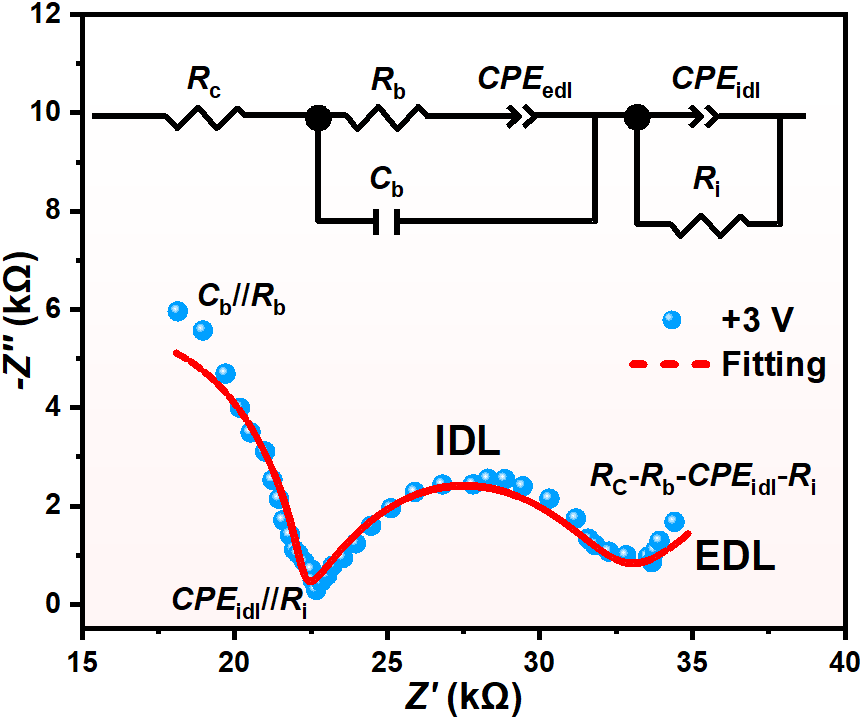 12
10
8
6
4
2
0
-Z″ (kΩ)
Rc
Rb
CPEedl
CPEidl
Cb
Ri
Cb//Rb
+3 V
Fitting
IDL
RC-Rb-CPEidl-Ri
EDL
CPEidl//Ri
15 20 25 30 35 40
Z′ (kΩ)